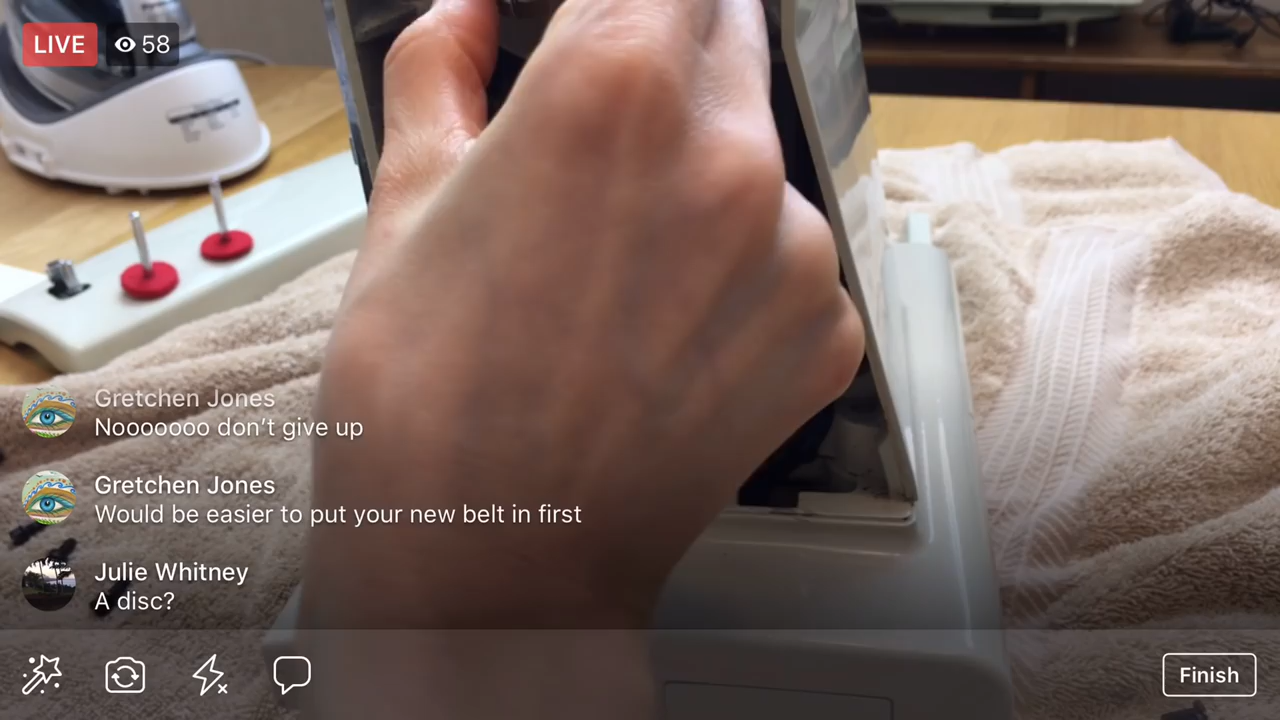 LIVE
58
Gretchen Jones
Nooooooo don't give up
Gretchen Jones
Would be easier to put your new belt in first
Julie Whitney
A disc?
Finish